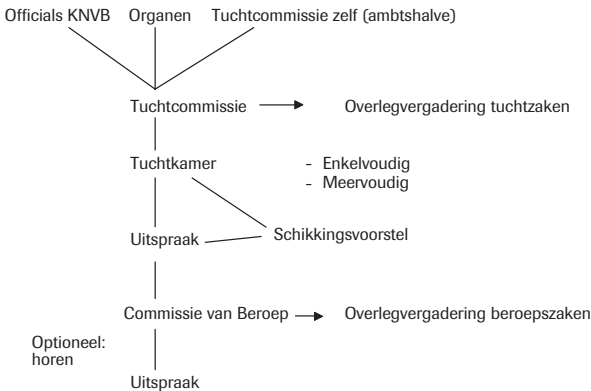 Officials KNVB Organen Tuchtcommissie zelf (ambtshalve)
Tuchtcommissie Overlegvergadering tuchtzaken
Tuchtkamer - Enkelvoudig
- Meervoudig
Uitspraak Schikkingsvoorstel
Commissie van Beroep Overlegvergadering beroepszaken
Optioneel:
horen
Uitspraak